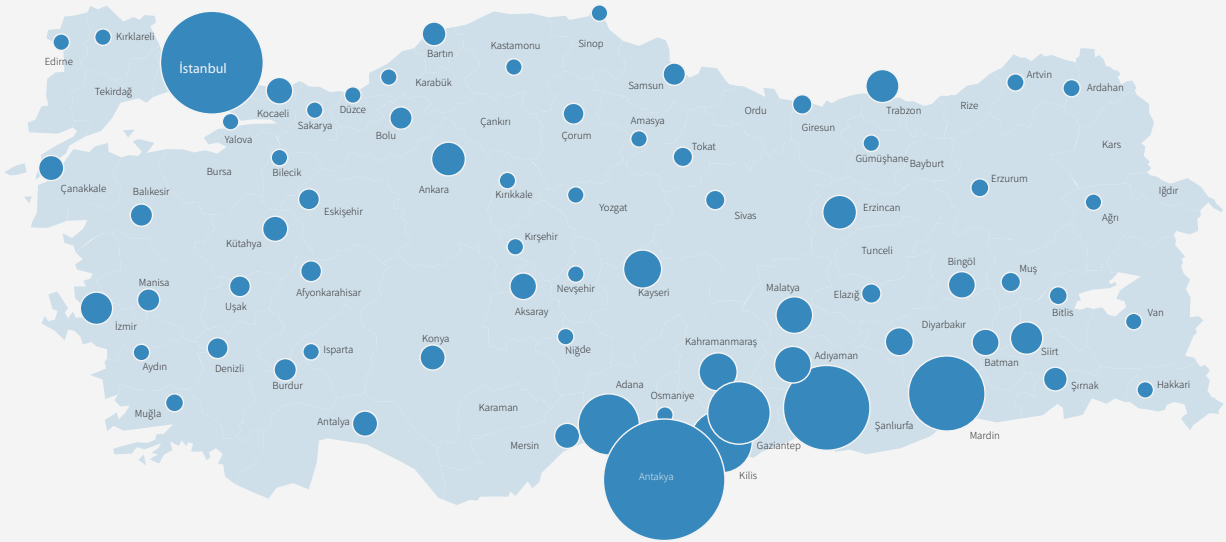 Sinop
Kırklareli
Edirne
İstanbul
Bartın
Kastamonu
Karabük
Tekirdağ
Kocaeli
Sakarya
Düzce
Bolu
Yalova
Çankırı
Çorum
Amasya
Samsun
Ordu
Giresun
Trabzon
Rize
Artvin
Ardahan
Kars
Tokat
Gümüşhane
Bayburt
Erzurum
Iğdır
Ağrı
Çanakkale
Balıkesir
Bursa
Bilecik
Eskişehir
Ankara
Kırıkkale
Yozgat
Sivas
Erzincan
Tunceli
Kütahya
Kırşehir
Bingöl
Muş
Manisa
Uşak
Afyonkarahisar
Aksaray
Nevşehir
Kayseri
Malatya
Elazığ
Bitlis
Van
İzmir
Aydın
Denizli
Isparta
Burdur
Konya
Niğde
Kahramanmaraş
Adıyaman
Diyarbakır
Batman
Siirt
Şırnak
Hakkari
Muğla
Antalya
Karaman
Mersin
Adana
Osmaniye
Gaziantep
Kilis
Şanlıurfa
Mardin
Antakya